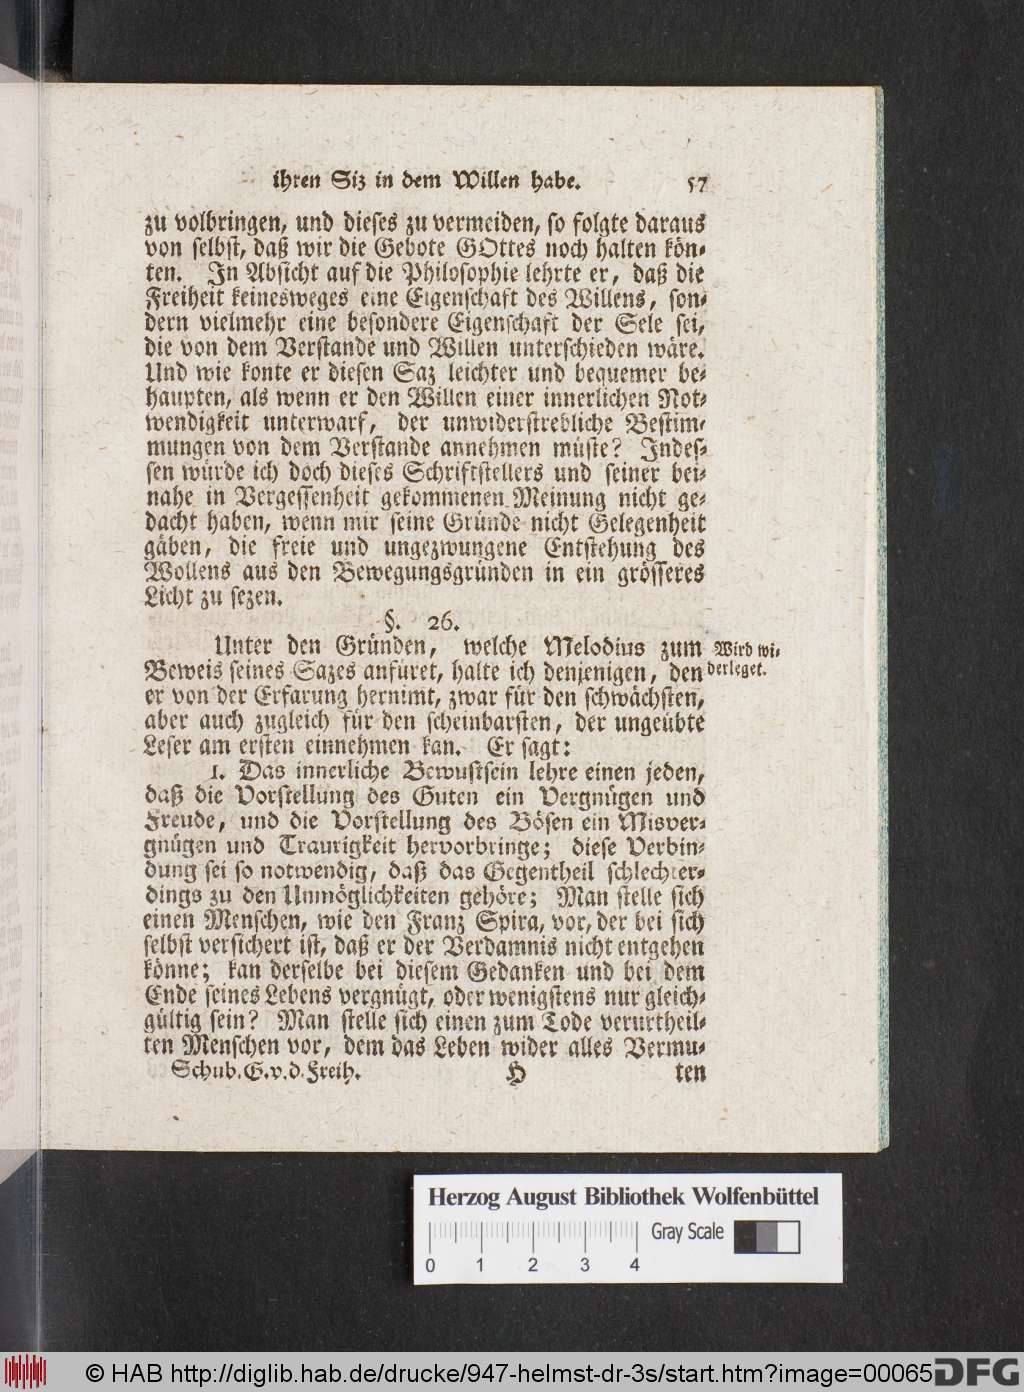 ihren Siz in dem Willen habe. 57
zu volbringen, und dieses zu vermeiden, so folgte daraus
von selbst, daß wir die Gebote GOttes noch halten kön-
ten. In Absicht auf die Philosophie lehrte er, daß die
Freiheit keinesweges eine Eigenschaft des Willens, son-
dern vielmehr eine besondere Eigenschaft der Sele sei,
die von dem Verstande und Willen unterschieden wäre.
Und wie konte er diesen Saz leichter und bequemer be-
haupten, als wenn er den Willen einer innerlichen Not-
wendigkeit unterwarf, der unwiderstrebliche Bestim-
mungen von dem Verstande annehmen müste? Indes-
sen würde ich doch dieses Schriftstellers und seiner bei-
nahe in Vergessenheit gekommenen Meinung nicht ge-
dacht haben, wenn mir seine Gründe nicht Gelegenheit
gäben, die freie und ungezwungene Entstehung des
Wollens aus den Bewegungsgründen in ein grösseres
Licht zu sezen.
§. 26.
Unter den Gründen, welche Melodius zum
Beweis seines Sazes anfüret, halte ich denjenigen, den
er von der Erfarung hernimt, zwar für den schwächsten,
aber auch zugleich für den scheinbarsten, der ungeübte
Leser am ersten einnehmen kan. Er sagt:
Wird wi-
derleget.
1. Das innerliche Bewustsein lehre einen jeden,
daß die Vorstellung des Guten ein Vergnügen und
Freude, und die Vorstellung des Bösen ein Misver-
gnügen und Traurigkeit hervorbringe; diese Verbin-
dung sei so notwendig, daß das Gegentheil schlechter-
dings zu den Unmöglichkeiten gehöre; Man stelle sich
einen Menschen, wie den Franz Spira, vor, der bei sich
selbst versichert ist, daß er der Verdamnis nicht entgehen
könne; kan derselbe bei diesem Gedanken und bei dem
Ende seines Lebens vergnügt, oder wenigstens nur gleich-
gültig sein? Man stelle sich einen zum Tode verurtheil-
ten Menschen vor, dem das Leben wider alles Vermu-
Schub. G. v. d. Freih. H ten
Herzog August Bibliothek Wolfenbüttel
Gray Scale
0 1 2 3 4
© HAB http://diglib.hab.de/drucke/947-helmst-dr-3s/start.htm?image=00065
DFG